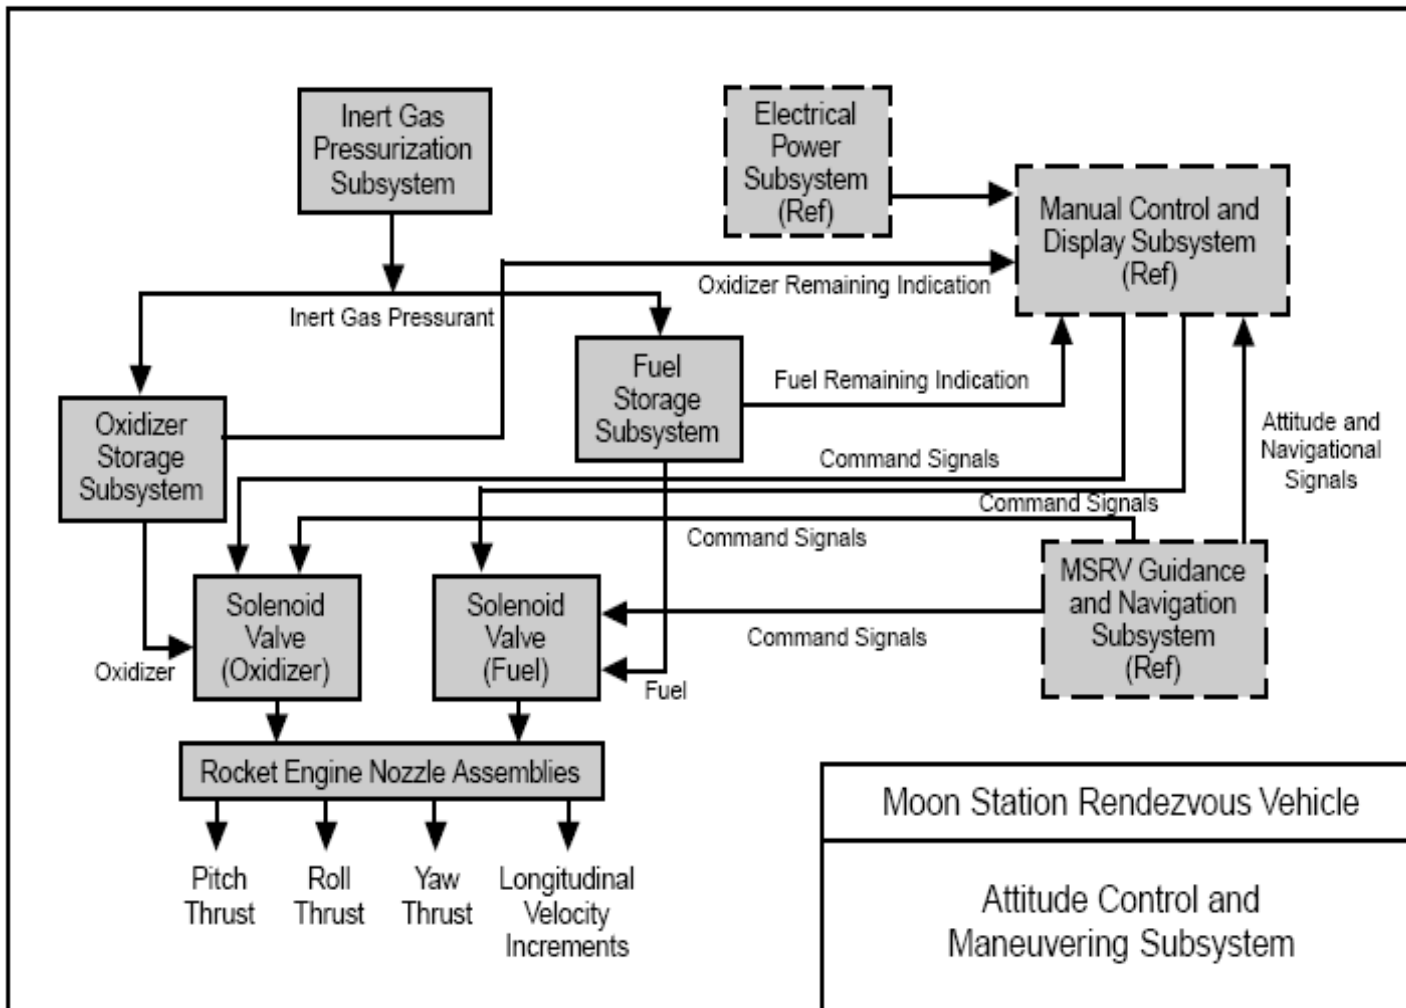 Inert Gas
Pressurization
Subsystem
Electrical
Power
Subsystem
(Ref)
Manual Control and
Display Subsystem
(Ref)
Oxidizer Remaining Indication
Inert Gas Pressurant
Fuel
Storage
Subsystem
Fuel Remaining Indication
Oxidizer
Storage
Subsystem
Attitude and
Navigational
Signals
Command Signals
Command Signals
Command Signals
MSRV Guidance
and Navigation
Subsystem
(Ref)
Solenoid
Valve
(Oxidizer)
Solenoid
Valve
(Fuel)
Command Signals
Oxidizer
Fuel
Rocket Engine Nozzle Assemblies
Pitch
Thrust
Roll
Thrust
Yaw
Thrust
Longitudinal
Velocity
Increments
Moon Station Rendezvous Vehicle
Attitude Control and
Maneuvering Subsystem